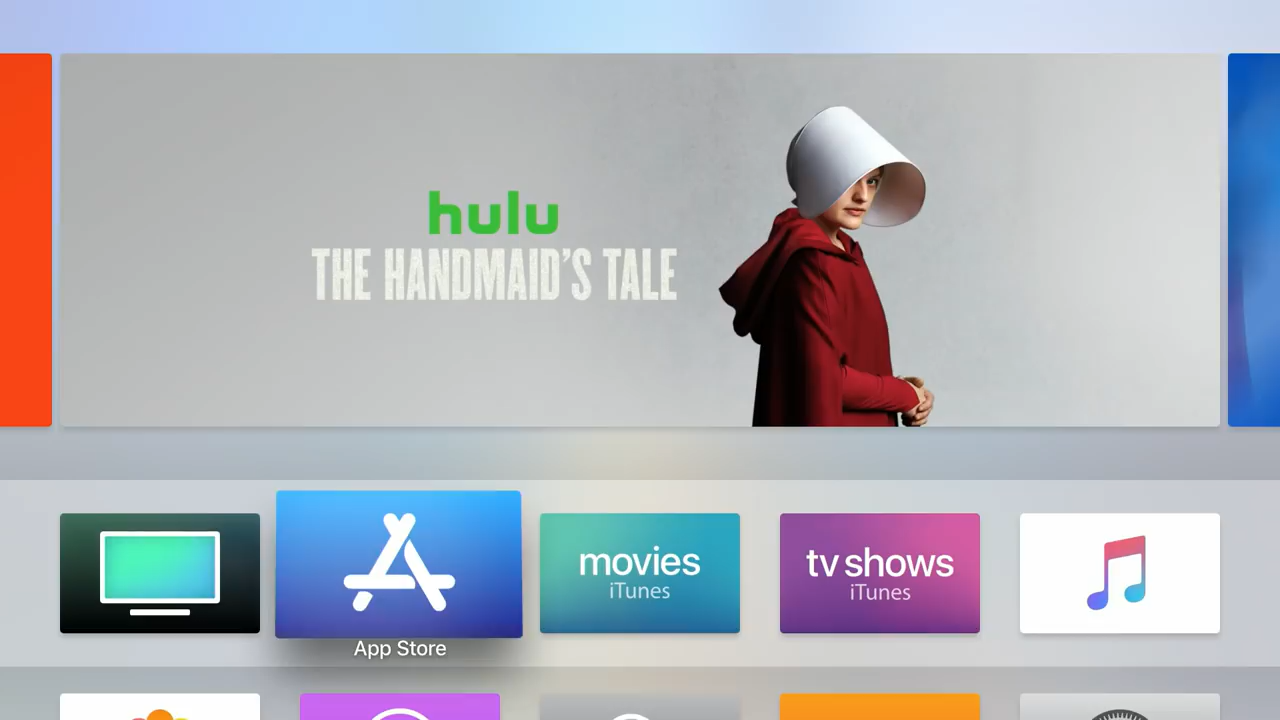 hulu
THE HANDMAID'S TALE
movies
iTunes
tv shows
iTunes
App Store